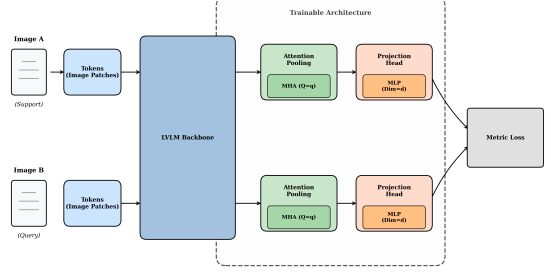 Trainable Architecture
Image A
(Support)
Tokens
(Image Patches)
LVLM Backbone
Attention
Pooling
MHA (Q=q)
Projection
Head
MLP
(Dim=d)
Metric Loss
Image B
(Query)
Tokens
(Image Patches)
Attention
Pooling
MHA (Q=q)
Projection
Head
MLP
(Dim=d)